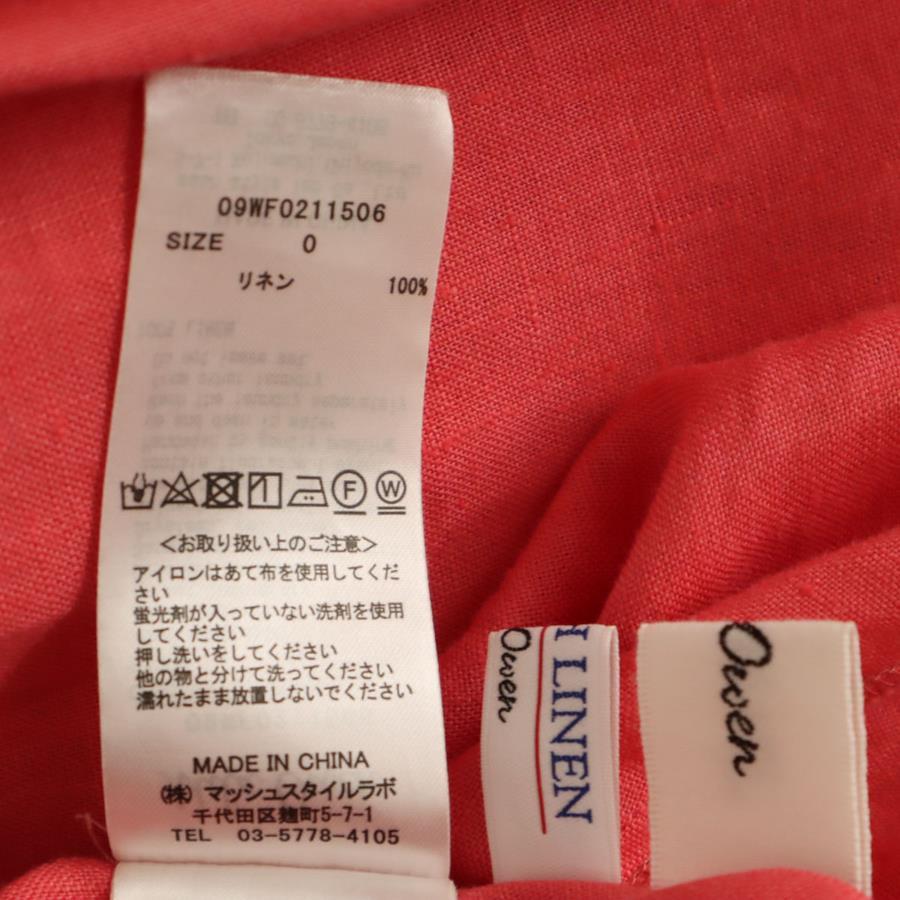 09WF0211506
SIZE 0
リネン 100%
F W
<お取り扱い上のご注意>
アイロンはあて布を使用してくだ
さい
蛍光剤が入っていない洗剤を使用
してください
押し洗いをしてください
他の物と分けて洗ってください
濡れたまま放置しないでください
MADE IN CHINA
(株) マッシュスタイルラボ
千代田区麹町5-7-1
TEL 03-5778-4105
Owen
LINEN
Owen